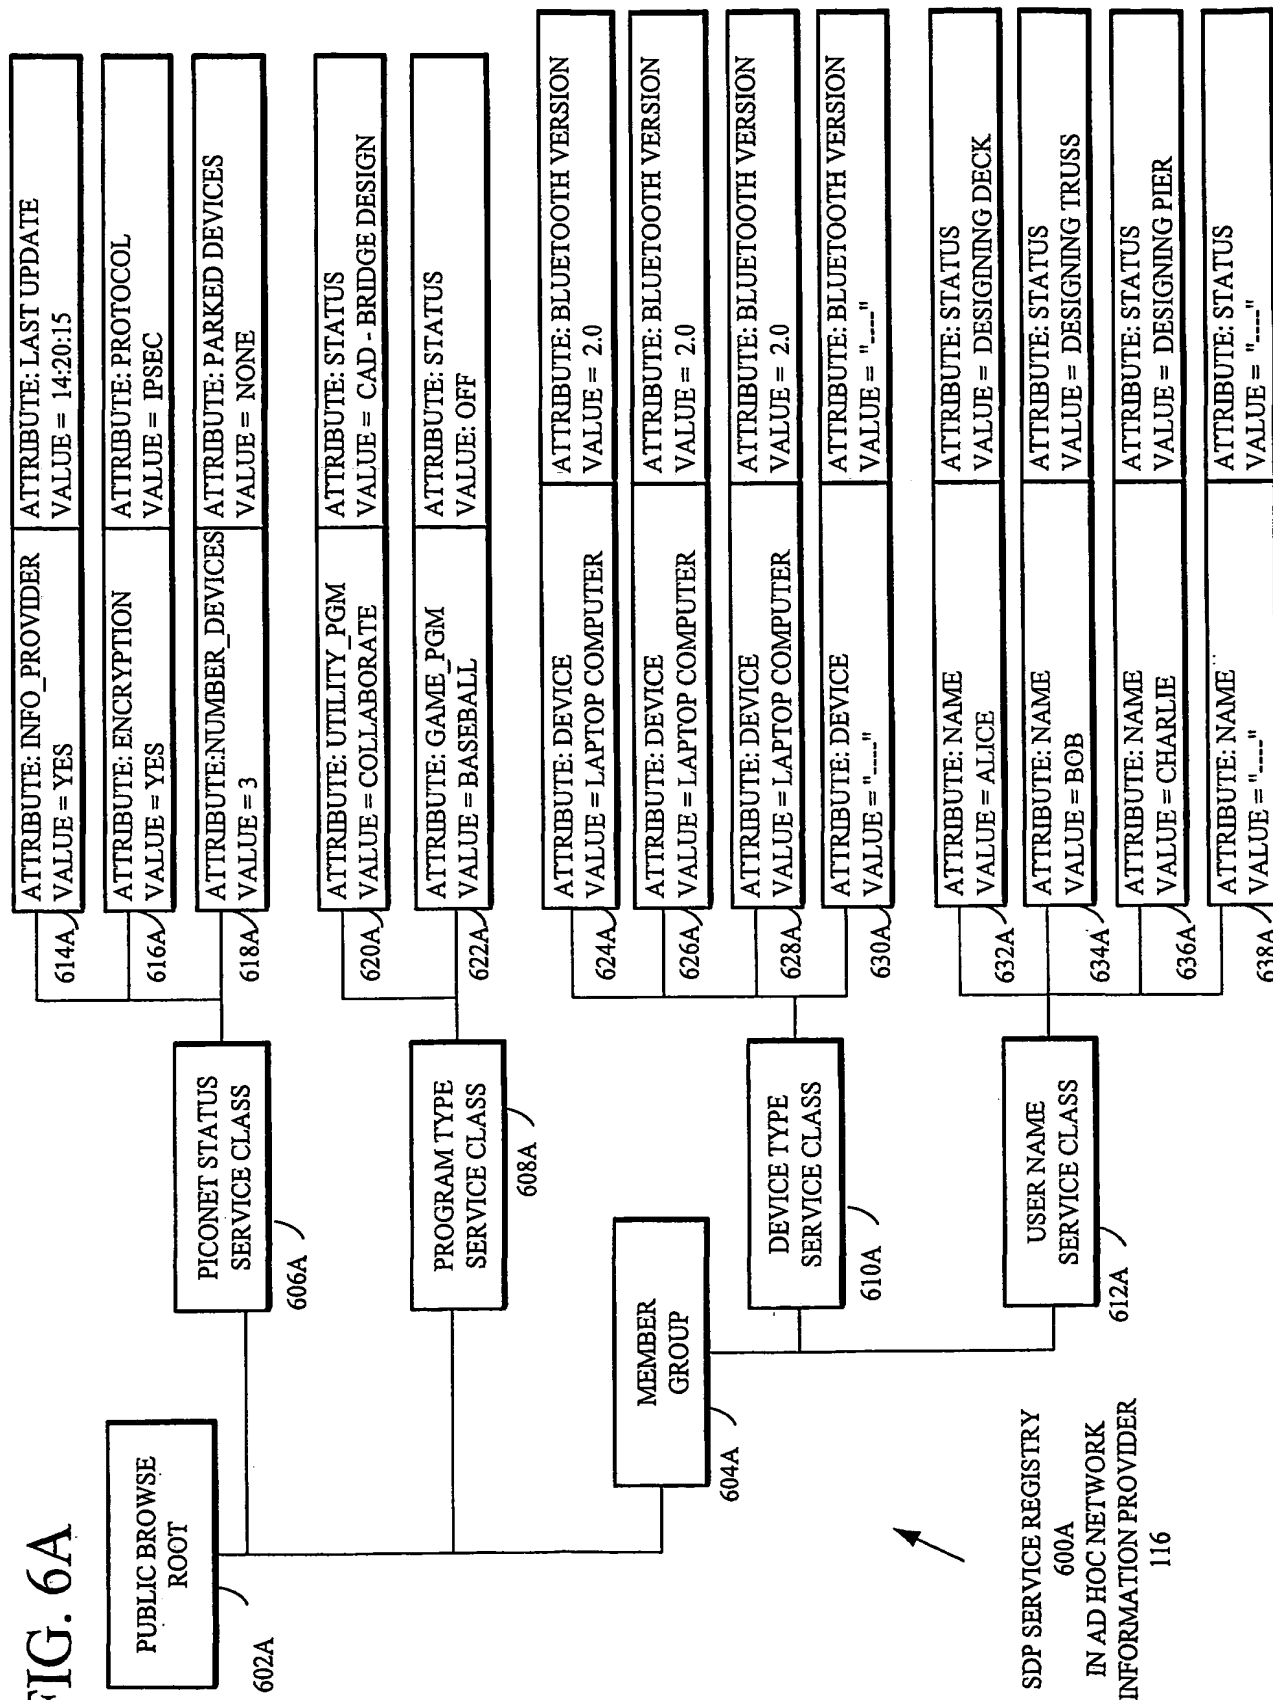 FIG. 6A
PUBLIC BROWSE
ROOT
602A
PICONET STATUS
SERVICE CLASS
606A
ATTRIBUTE: INFO_PROVIDER
VALUE = YES
ATTRIBUTE: LAST UPDATE
VALUE = 14:20:15
614A
ATTRIBUTE: ENCRYPTION
VALUE = YES
ATTRIBUTE: PROTOCOL
VALUE = IPSEC
616A
ATTRIBUTE:NUMBER_DEVICES
VALUE = 3
ATTRIBUTE: PARKED DEVICES
VALUE = NONE
618A
PROGRAM TYPE
SERVICE CLASS
608A
ATTRIBUTE: UTILITY_PGM
VALUE = COLLABORATE
ATTRIBUTE: STATUS
VALUE = CAD - BRIDGE DESIGN
620A
ATTRIBUTE: GAME_PGM
VALUE = BASEBALL
ATTRIBUTE: STATUS
VALUE: OFF
622A
MEMBER
GROUP
604A
DEVICE TYPE
SERVICE CLASS
610A
ATTRIBUTE: DEVICE
VALUE = LAPTOP COMPUTER
ATTRIBUTE: BLUETOOTH VERSION
VALUE = 2.0
624A
ATTRIBUTE: DEVICE
VALUE = LAPTOP COMPUTER
ATTRIBUTE: BLUETOOTH VERSION
VALUE = 2.0
626A
ATTRIBUTE: DEVICE
VALUE = LAPTOP COMPUTER
ATTRIBUTE: BLUETOOTH VERSION
VALUE = 2.0
628A
ATTRIBUTE: DEVICE
VALUE = "----"
ATTRIBUTE: BLUETOOTH VERSION
VALUE = "----"
630A
USER NAME
SERVICE CLASS
612A
ATTRIBUTE: NAME
VALUE = ALICE
ATTRIBUTE: STATUS
VALUE = DESIGINING DECK
632A
ATTRIBUTE: NAME
VALUE = BOB
ATTRIBUTE: STATUS
VALUE = DESIGNING TRUSS
634A
ATTRIBUTE: NAME
VALUE = CHARLIE
ATTRIBUTE: STATUS
VALUE = DESIGNING PIER
636A
ATTRIBUTE: NAME
VALUE = "----"
ATTRIBUTE: STATUS
VALUE = "----"
638A
SDP SERVICE REGISTRY
600A
IN AD HOC NETWORK
INFORMATION PROVIDER
116